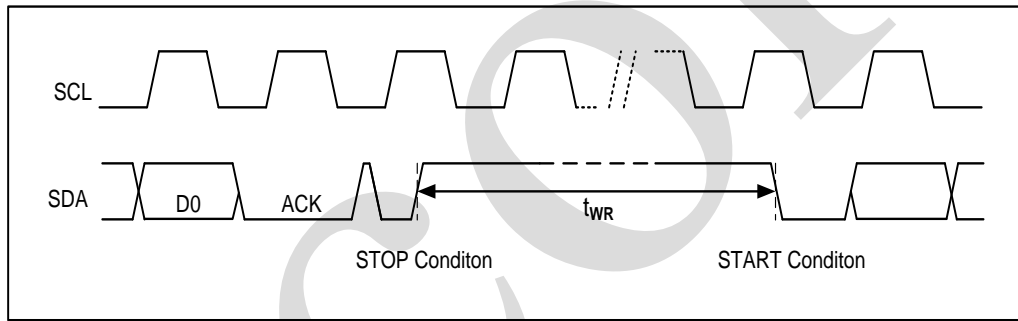 SCL
SDA
D0
ACK
tWR
STOP Conditon
START Conditon